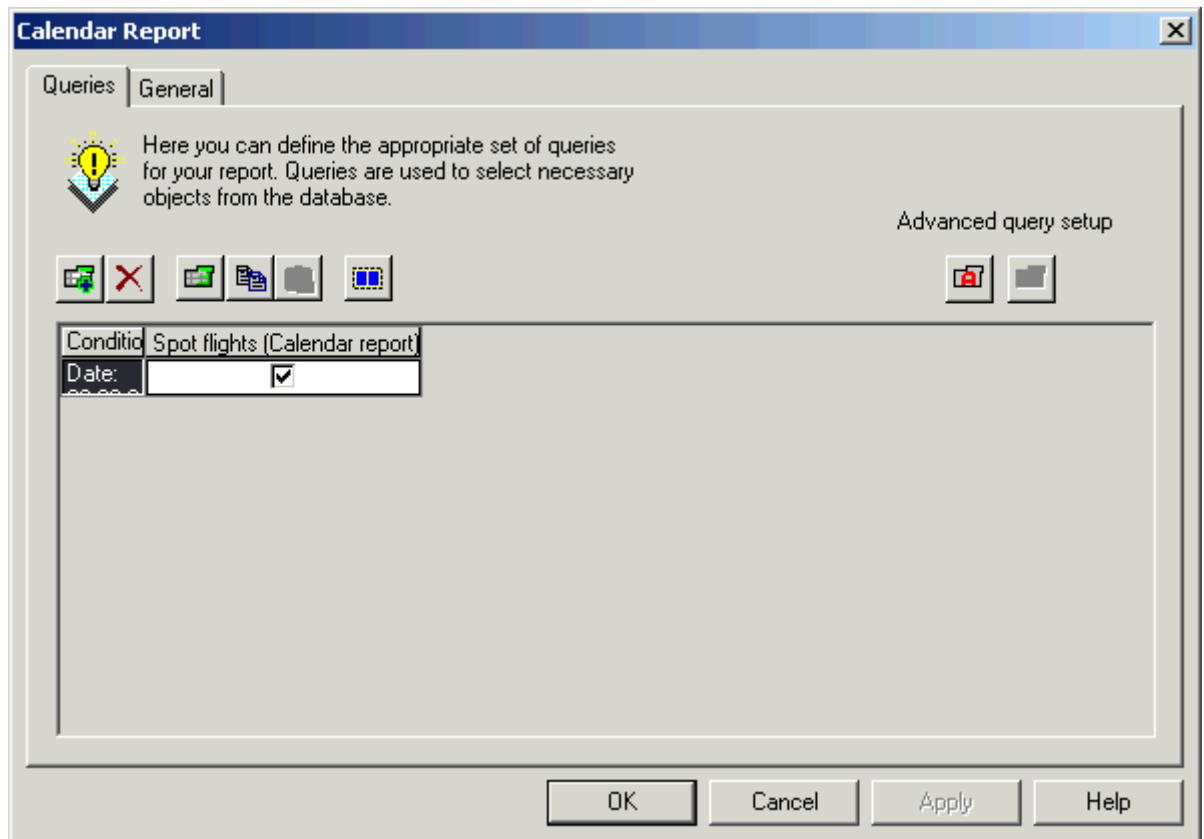 Calendar Report
Queries
General
Here you can define the appropriate set of queries
for your report. Queries are used to select necessary
objects from the database.
Advanced query setup
Conditio Spot flights (Calendar report)
Date:
OK
Cancel
Apply
Help